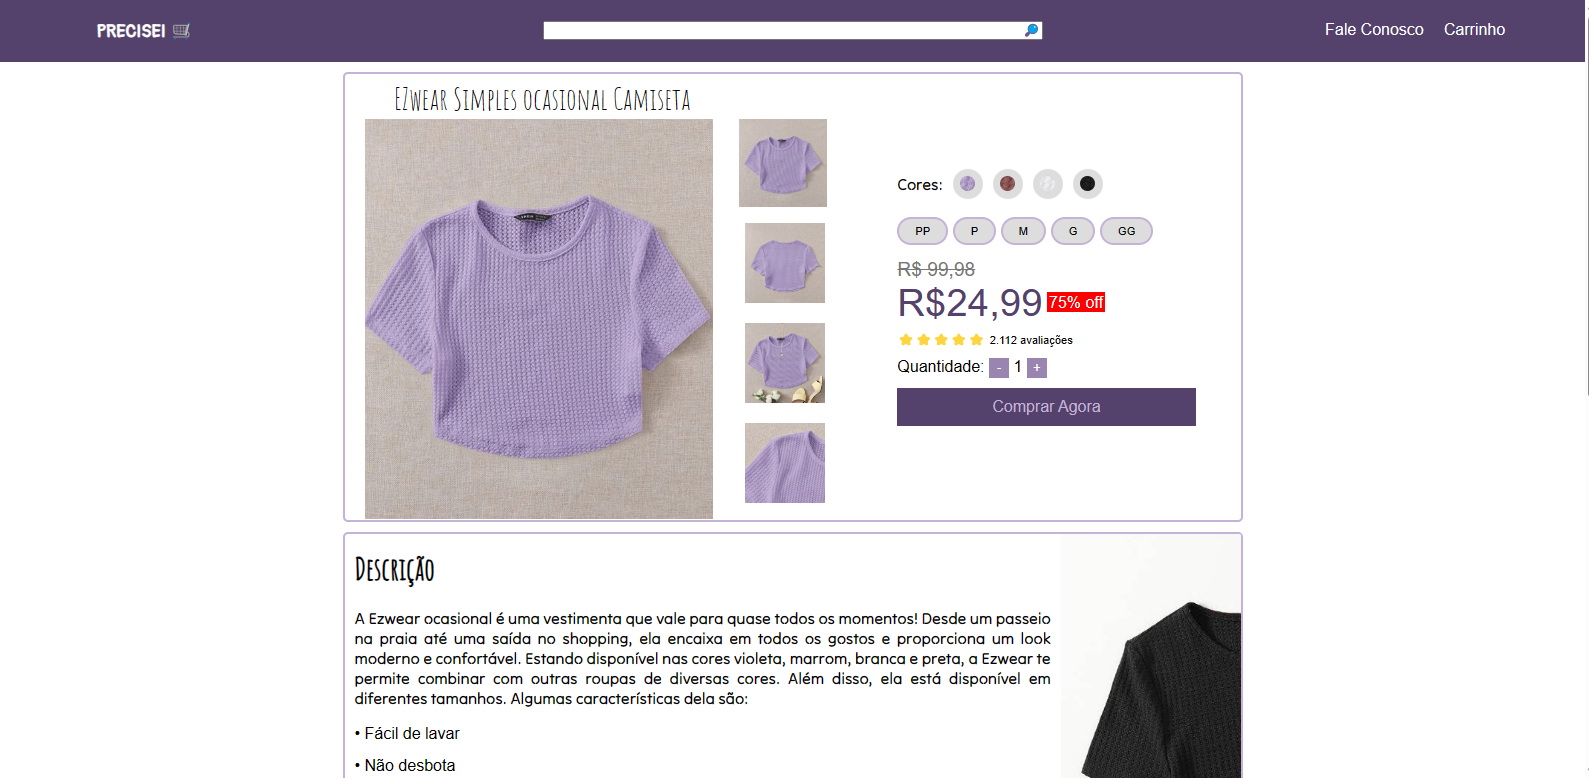 PRECISEI
Fale Conosco Carrinho
EZwear Simples ocasional Camiseta
Cores:
PP P M G GG
R$ 99,98
R$24,99 75% off
2.112 avaliações
Quantidade: - 1 +
Comprar Agora
Descrição
A Ezwear ocasional é uma vestimenta que vale para quase todos os momentos! Desde um passeio
na praia até uma saída no shopping, ela encaixa em todos os gostos e proporciona um look
moderno e confortável. Estando disponível nas cores violeta, marrom, branca e preta, a Ezwear te
permite combinar com outras roupas de diversas cores. Além disso, ela está disponível em
diferentes tamanhos. Algumas características dela são:
• Fácil de lavar
• Não desbota